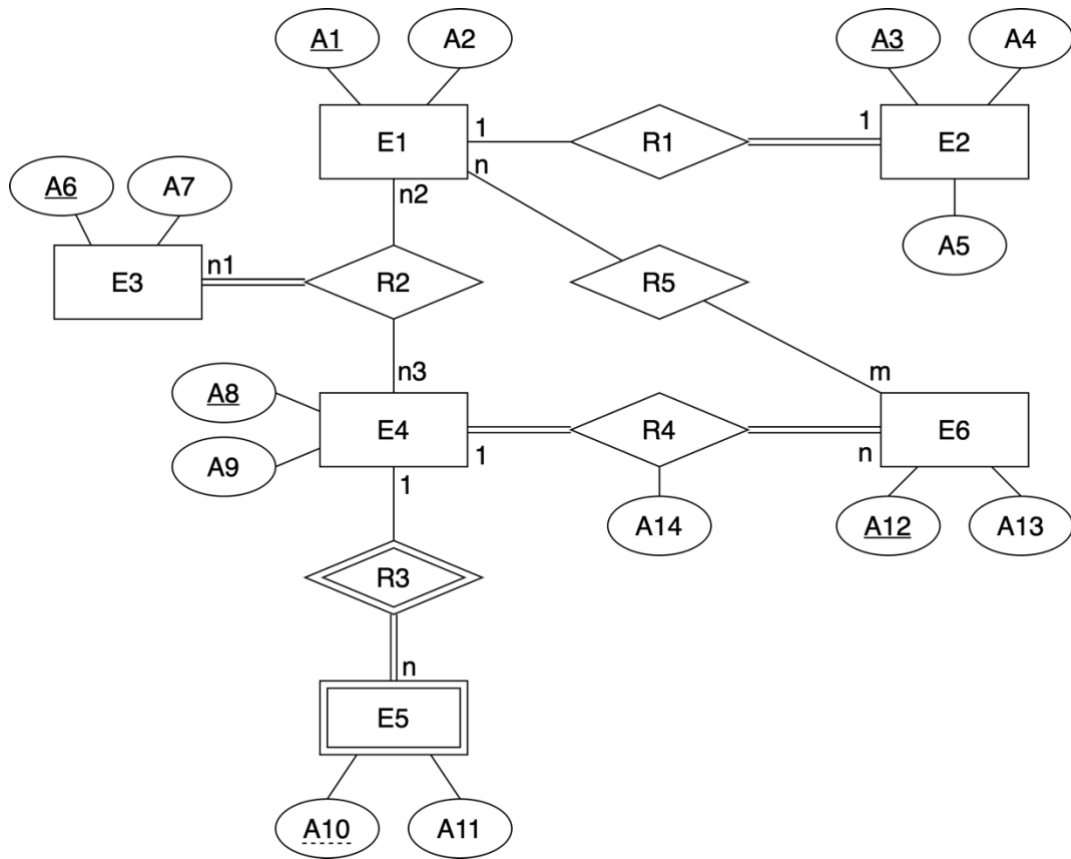 A1 A2 A3 A4
E1 1 R1 1 E2
n
A6 A7 n2
A5
E3 n1 R2 R5
n3 m
A8
E4 R4 E6
A9 1 n
1 A14 A12 A13
R3
n
E5
A10 A11